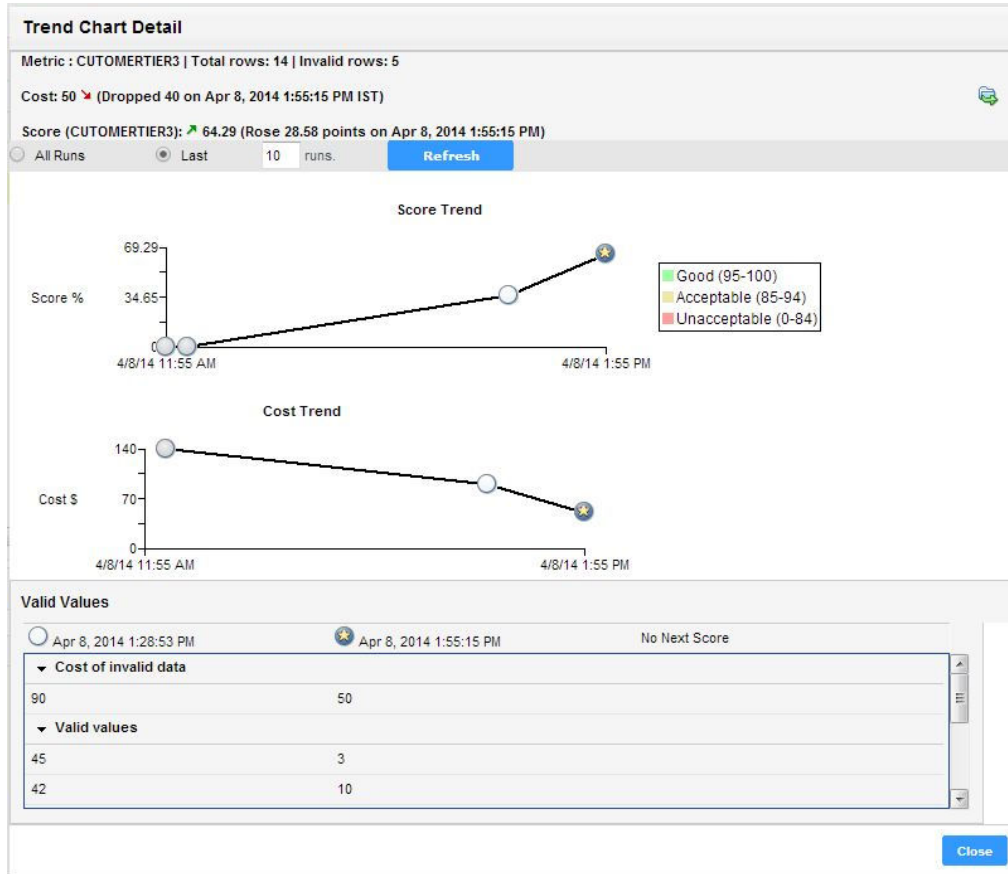 Trend Chart Detail
Metric : CUTOMERTIER3 | Total rows: 14 | Invalid rows: 5
Cost: 50 (Dropped 40 on Apr 8, 2014 1:55:15 PM IST)
Score (CUTOMERTIER3): 64.29 (Rose 28.58 points on Apr 8, 2014 1:55:15 PM)
All Runs Last 10 runs. Refresh
Score Trend
69.29
Score % 34.65
0
4/8/14 11:55 AM 4/8/14 1:55 PM
Good (95-100)
Acceptable (85-94)
Unacceptable (0-84)
Cost Trend
140
Cost $ 70
0
4/8/14 11:55 AM 4/8/14 1:55 PM
Valid Values
Apr 8, 2014 1:28:53 PM Apr 8, 2014 1:55:15 PM No Next Score
Cost of invalid data
90 50
Valid values
45 3
42 10
Close